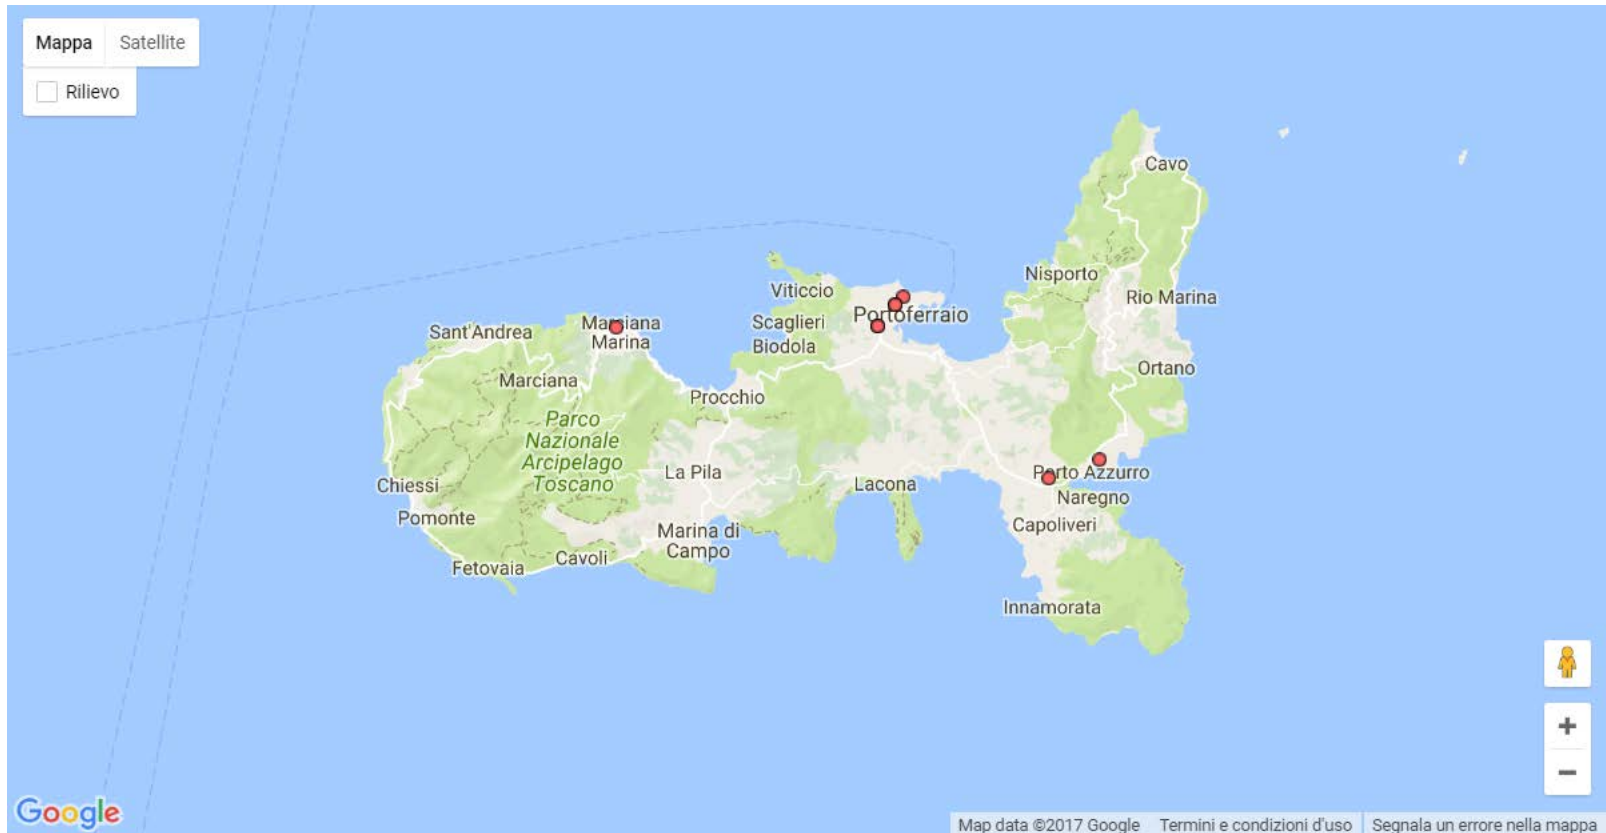 Mappa Satellite
Rilievo
Cavo
Nisporto
Viticcio
Rio Marina
Portoferraio
Scaglieri
Marciana
Marina
Sant'Andrea
Biodola
Ortano
Marciana
Procchio
Parco
Nazionale
Arcipelago
Toscano
La Pila
Porto Azzurro
Chiessi
Lacona
Naregno
Pomonte
Capoliveri
Marina di
Campo
Cavoli
Fetovaia
Innamorata
+
−
Google
Map data ©2017 Google Termini e condizioni d'uso Segnala un errore nella mappa